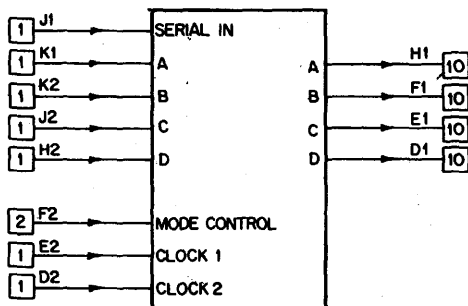 J1
1 SERIAL IN
K1 H1
1 A A 10
K2 F1
1 B B 10
J2 E1
1 C C 10
H2 D1
1 D D 10
F2
2 MODE CONTROL
E2
1 CLOCK 1
D2
1 CLOCK 2